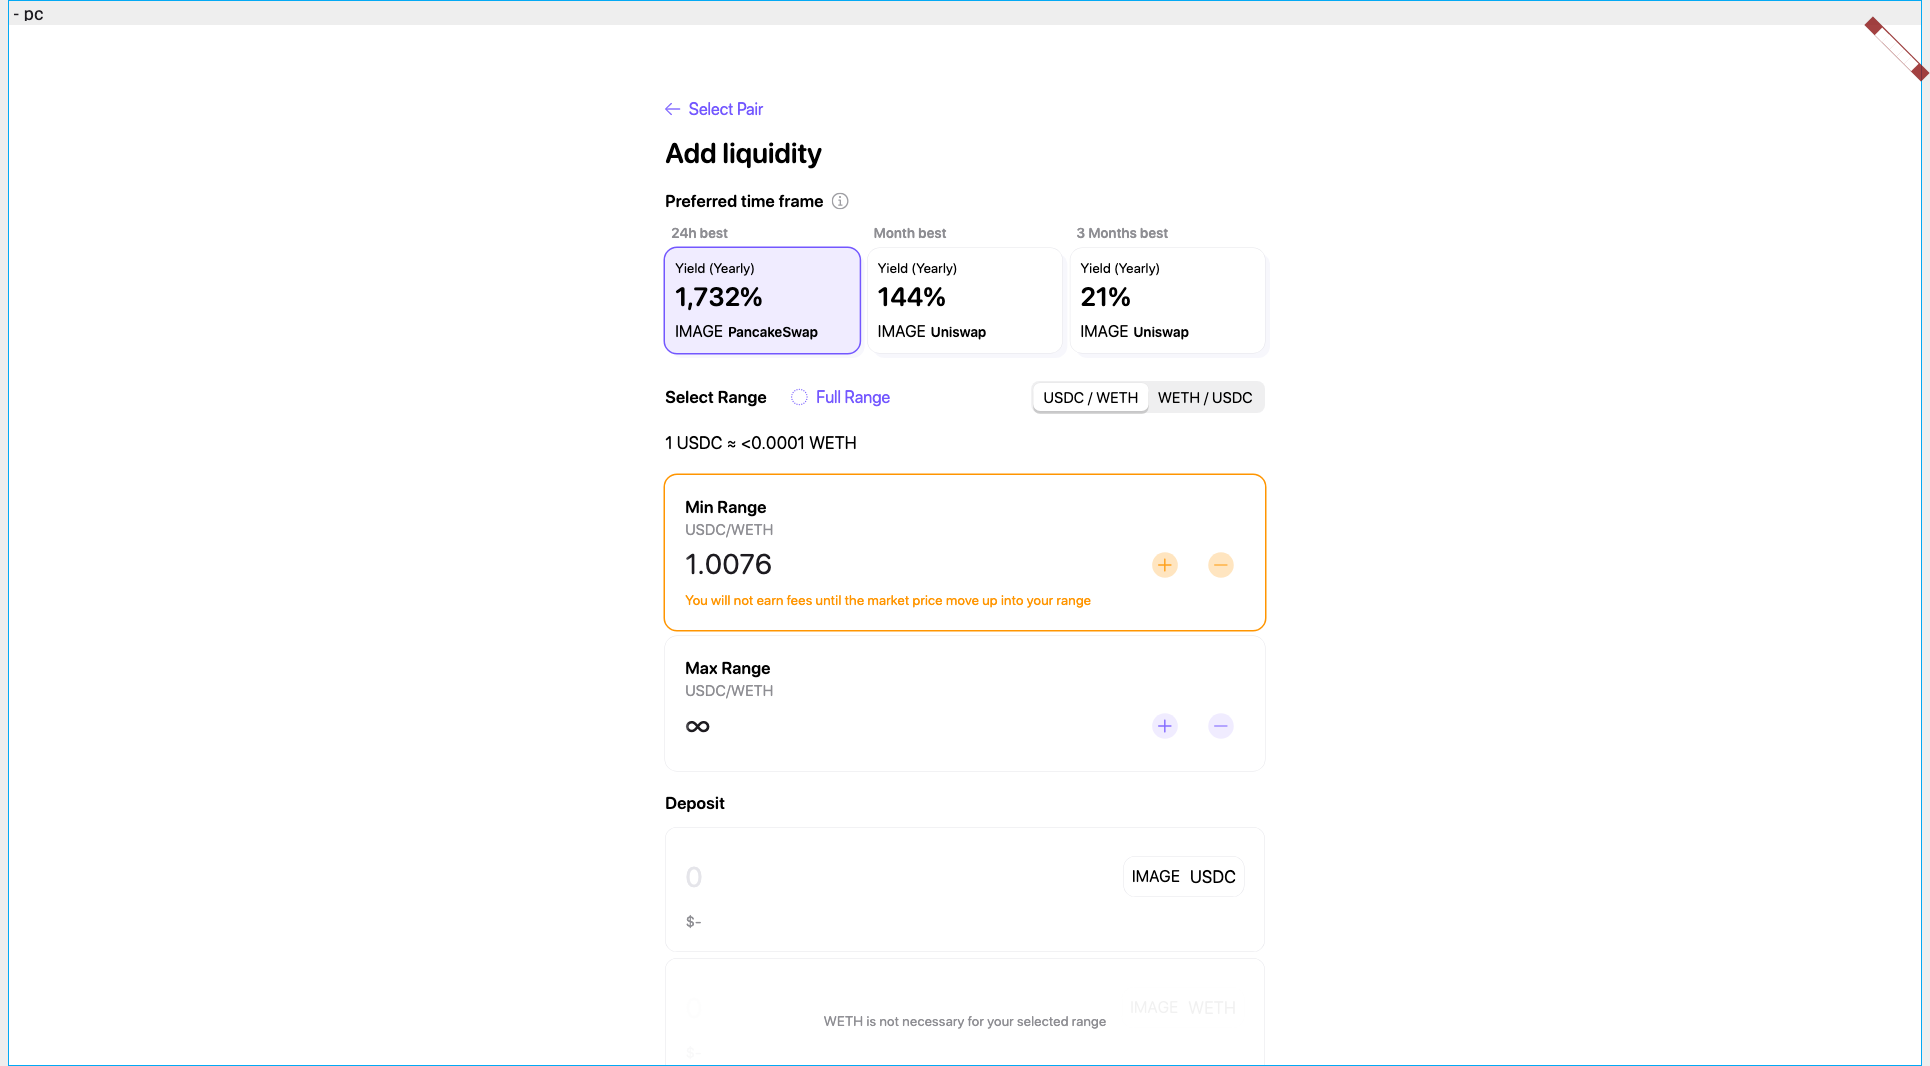 - pc
Select Pair
Add liquidity
Preferred time frame
24h best
Month best
3 Months best
Yield (Yearly)
1,732%
IMAGE PancakeSwap
Yield (Yearly)
144%
IMAGE Uniswap
Yield (Yearly)
21%
IMAGE Uniswap
Select Range
Full Range
USDC / WETH
WETH / USDC
1 USDC ≈ <0.0001 WETH
Min Range
USDC/WETH
1.0076
You will not earn fees until the market price move up into your range
Max Range
USDC/WETH
∞
Deposit
0
IMAGE USDC
$-
IMAGE WETH
WETH is not necessary for your selected range
$-